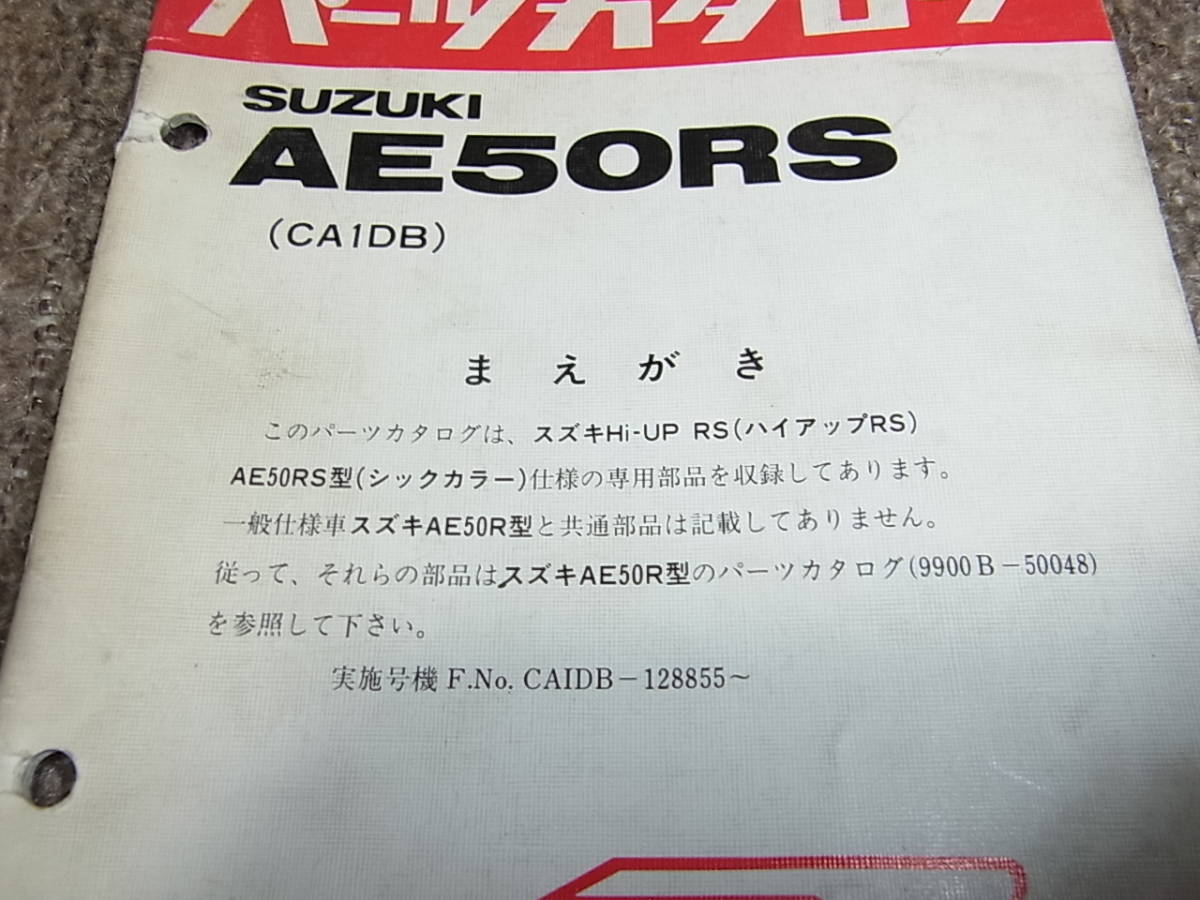 パーツカタログ
SUZUKI
AE50RS
(CA1DB)
まえがき
このパーツカタログは、スズキHi-UP RS(ハイアップRS)
AE50RS型(シックカラー)仕様の専用部品を収録してあります。
一般仕様車スズキAE50R型と共通部品は記載してありません。
従って、それらの部品はスズキAE50R型のパーツカタログ(9900B-50048)
を参照して下さい。
実施号機 F.No. CAIDB-128855~